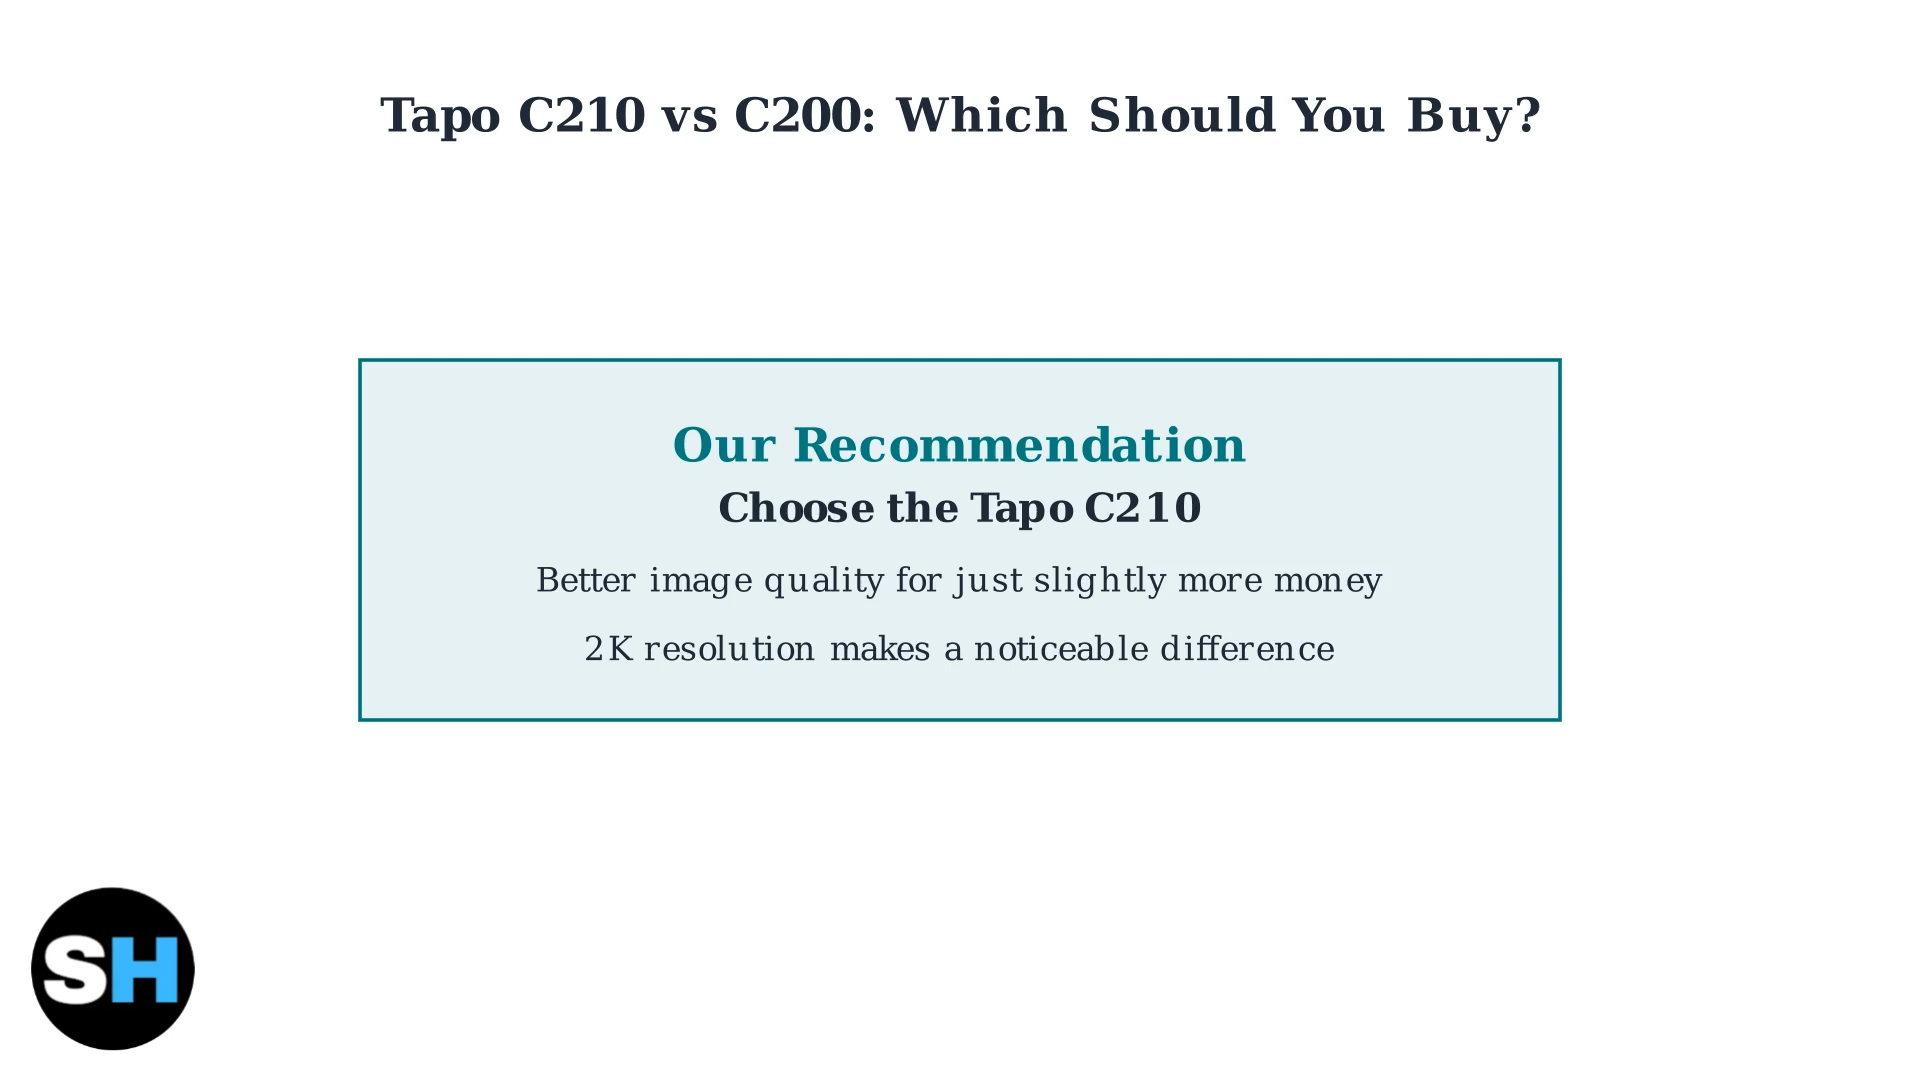 Tapo C210 vs C200: Which Should You Buy?
Our Recommendation
Choose the Tapo C210
Better image quality for just slightly more money
2K resolution makes a noticeable difference
SH